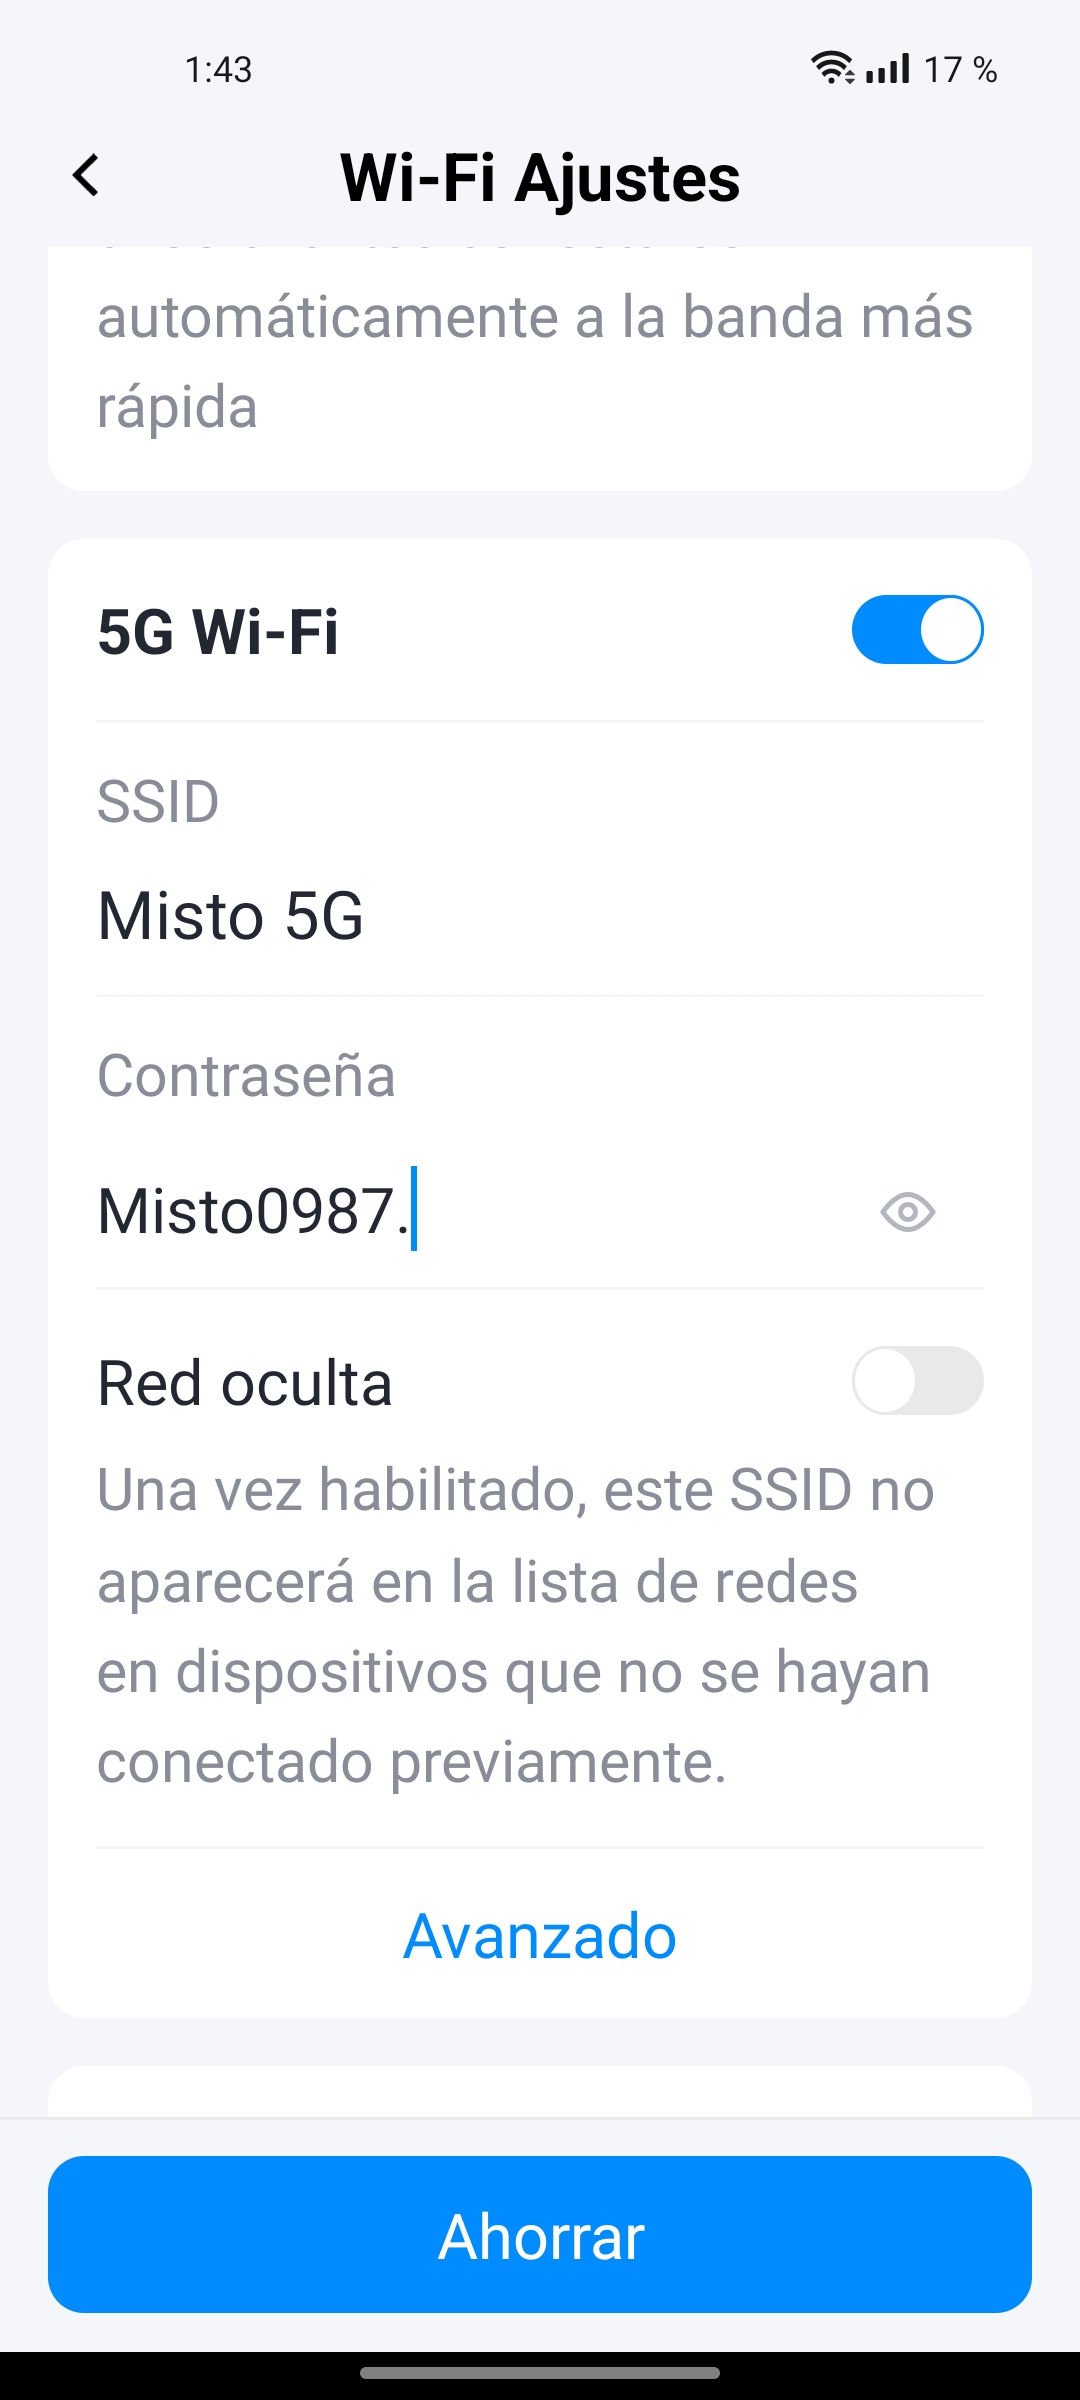 1:43
17 %
Wi-Fi Ajustes
automáticamente a la banda más
rápida
5G Wi-Fi
SSID
Misto 5G
Contraseña
Misto0987.
Red oculta
Una vez habilitado, este SSID no
aparecerá en la lista de redes
en dispositivos que no se hayan
conectado previamente.
Avanzado
Ahorrar